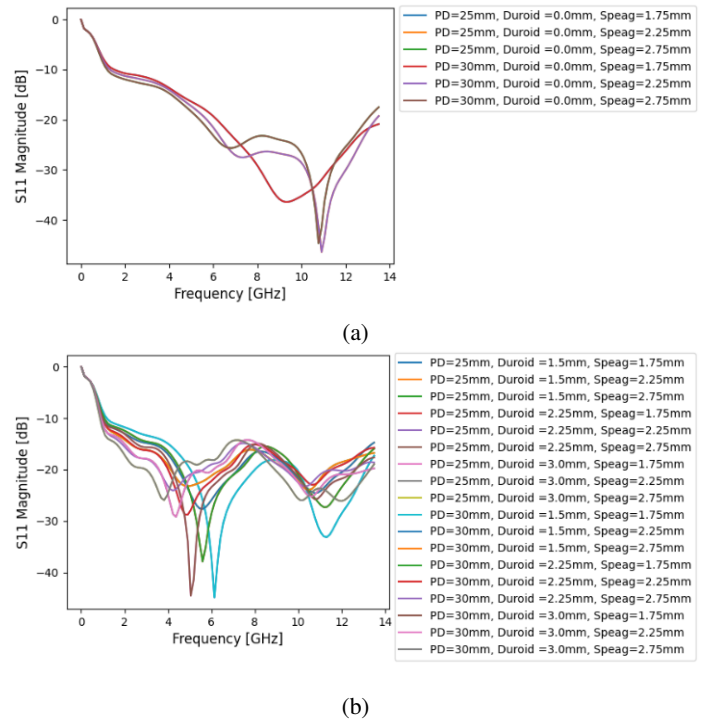 0
−10
−20
−30
−40
S11 Magnitude [dB]
0 2 4 6 8 10 12 14
Frequency [GHz]
PD=25mm, Duroid =0.0mm, Speag=1.75mm
PD=25mm, Duroid =0.0mm, Speag=2.25mm
PD=25mm, Duroid =0.0mm, Speag=2.75mm
PD=30mm, Duroid =0.0mm, Speag=1.75mm
PD=30mm, Duroid =0.0mm, Speag=2.25mm
PD=30mm, Duroid =0.0mm, Speag=2.75mm
(a)
0
−10
−20
−30
−40
S11 Magnitude [dB]
0 2 4 6 8 10 12 14
Frequency [GHz]
PD=25mm, Duroid =1.5mm, Speag=1.75mm
PD=25mm, Duroid =1.5mm, Speag=2.25mm
PD=25mm, Duroid =1.5mm, Speag=2.75mm
PD=25mm, Duroid =2.25mm, Speag=1.75mm
PD=25mm, Duroid =2.25mm, Speag=2.25mm
PD=25mm, Duroid =2.25mm, Speag=2.75mm
PD=25mm, Duroid =3.0mm, Speag=1.75mm
PD=25mm, Duroid =3.0mm, Speag=2.25mm
PD=25mm, Duroid =3.0mm, Speag=2.75mm
PD=30mm, Duroid =1.5mm, Speag=1.75mm
PD=30mm, Duroid =1.5mm, Speag=2.25mm
PD=30mm, Duroid =1.5mm, Speag=2.75mm
PD=30mm, Duroid =2.25mm, Speag=1.75mm
PD=30mm, Duroid =2.25mm, Speag=2.25mm
PD=30mm, Duroid =2.25mm, Speag=2.75mm
PD=30mm, Duroid =3.0mm, Speag=1.75mm
PD=30mm, Duroid =3.0mm, Speag=2.25mm
PD=30mm, Duroid =3.0mm, Speag=2.75mm
(b)